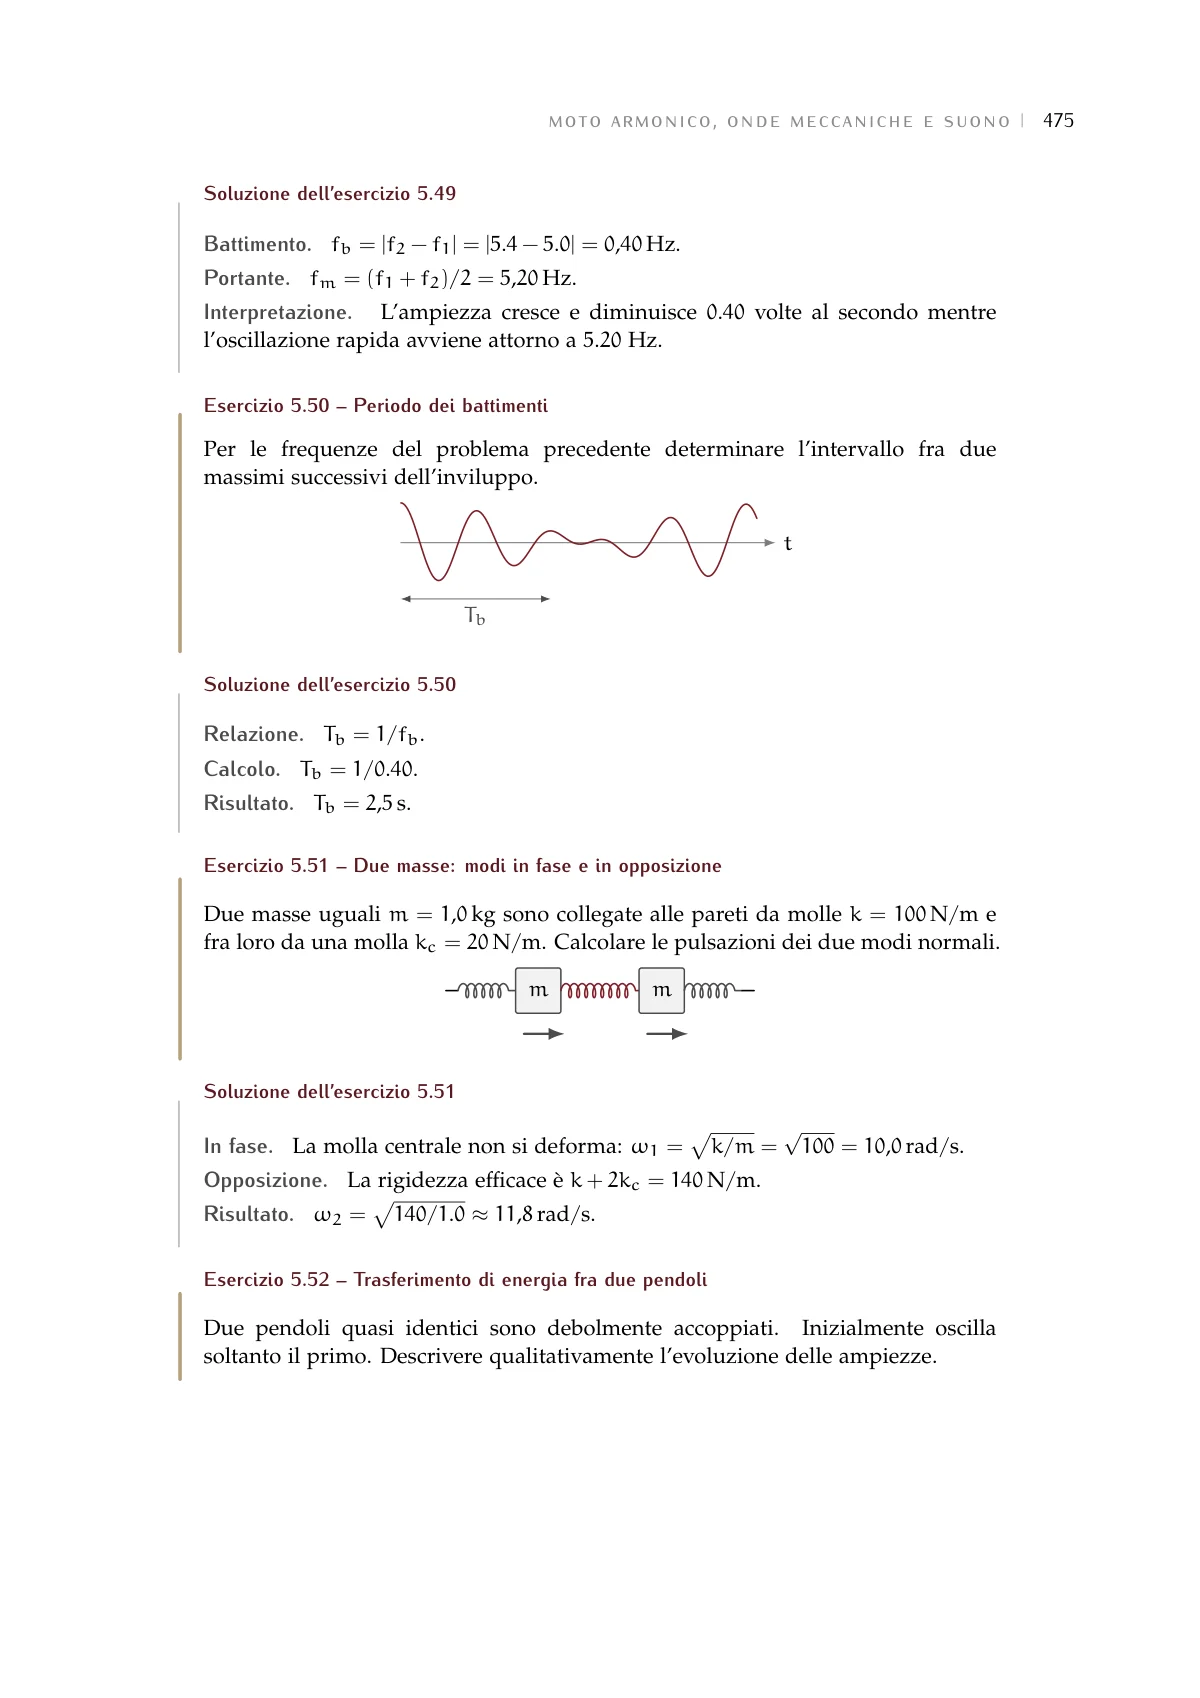 MOTO ARMONICO, ONDE MECCANICHE E SUONO | 475
Soluzione dell'esercizio 5.49
Battimento. f_b = |f_2 − f_1| = |5.4 − 5.0| = 0,40 Hz.
Portante. f_m = (f_1 + f_2)/2 = 5,20 Hz.
Interpretazione. L'ampiezza cresce e diminuisce 0.40 volte al secondo mentre
l'oscillazione rapida avviene attorno a 5.20 Hz.
Esercizio 5.50 – Periodo dei battimenti
Per le frequenze del problema precedente determinare l'intervallo fra due
massimi successivi dell'inviluppo.
t
T_b
Soluzione dell'esercizio 5.50
Relazione. T_b = 1/f_b.
Calcolo. T_b = 1/0.40.
Risultato. T_b = 2,5 s.
Esercizio 5.51 – Due masse: modi in fase e in opposizione
Due masse uguali m = 1,0 kg sono collegate alle pareti da molle k = 100 N/m e
fra loro da una molla k_c = 20 N/m. Calcolare le pulsazioni dei due modi normali.
m m
Soluzione dell'esercizio 5.51
In fase. La molla centrale non si deforma: ω_1 = √(k/m) = √100 = 10,0 rad/s.
Opposizione. La rigidezza efficace è k + 2k_c = 140 N/m.
Risultato. ω_2 = √(140/1.0) ≈ 11,8 rad/s.
Esercizio 5.52 – Trasferimento di energia fra due pendoli
Due pendoli quasi identici sono debolmente accoppiati. Inizialmente oscilla
soltanto il primo. Descrivere qualitativamente l'evoluzione delle ampiezze.